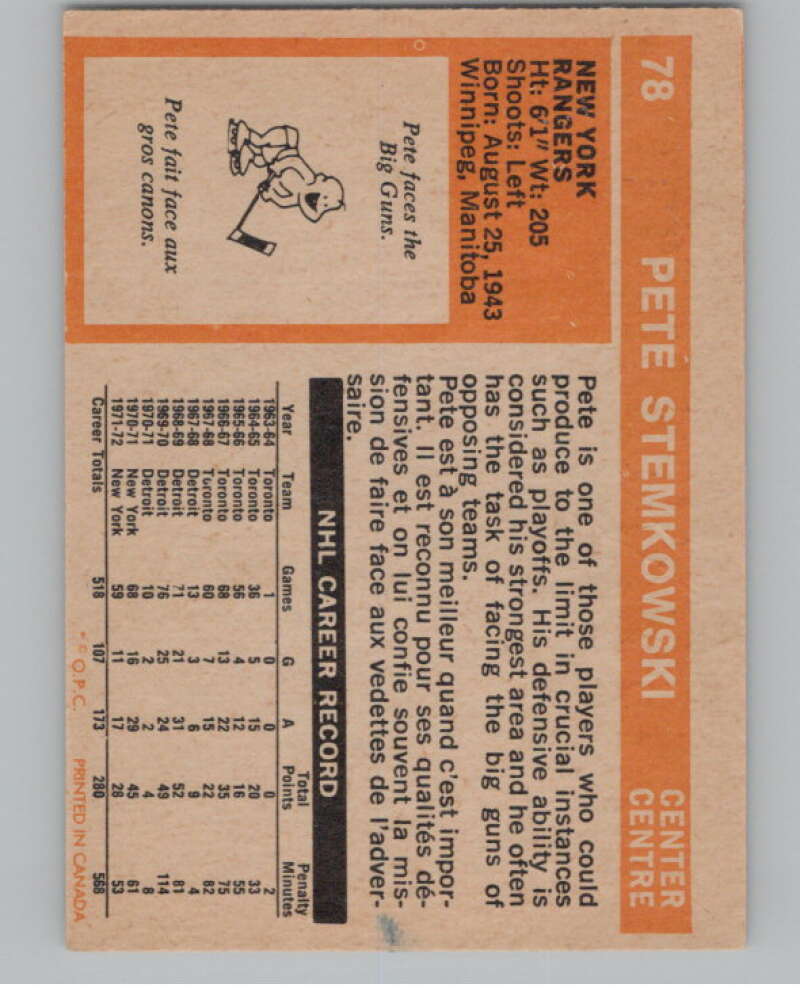 78 PETE STEMKOWSKI CENTER
CENTRE
NEW YORK
RANGERS
Ht: 6'1" Wt: 205
Shoots: Left
Born: August 25, 1943
Winnipeg, Manitoba
Pete faces the
Big Guns.
Pete fait face aux
gros canons.
Pete is one of those players who could
produce to the limit in crucial instances
such as playoffs. His defensive ability is
considered his strongest area and he often
has the task of facing the big guns of
opposing teams.
Pete est à son meilleur quand c'est impor-
tant. Il est reconnu pour ses qualités dé-
fensives et on lui confie souvent la mis-
sion de faire face aux vedettes de l'adver-
saire.
NHL CAREER RECORD
Year Team Games G A Total Points Penalty Minutes
1963-64 Toronto 1 0 0 0 2
1964-65 Toronto 36 5 15 20 33
1965-66 Toronto 56 4 12 16 55
1966-67 Toronto 68 13 22 35 75
1967-68 Toronto 60 7 15 22 82
1967-68 Detroit 13 3 6 9 4
1968-69 Detroit 71 21 31 52 81
1969-70 Detroit 76 25 24 49 114
1970-71 Detroit 10 2 2 4 8
1970-71 New York 68 16 29 45 61
1971-72 New York 59 11 17 28 53
Career Totals 518 107 173 280 568
* © O.P.C. PRINTED IN CANADA